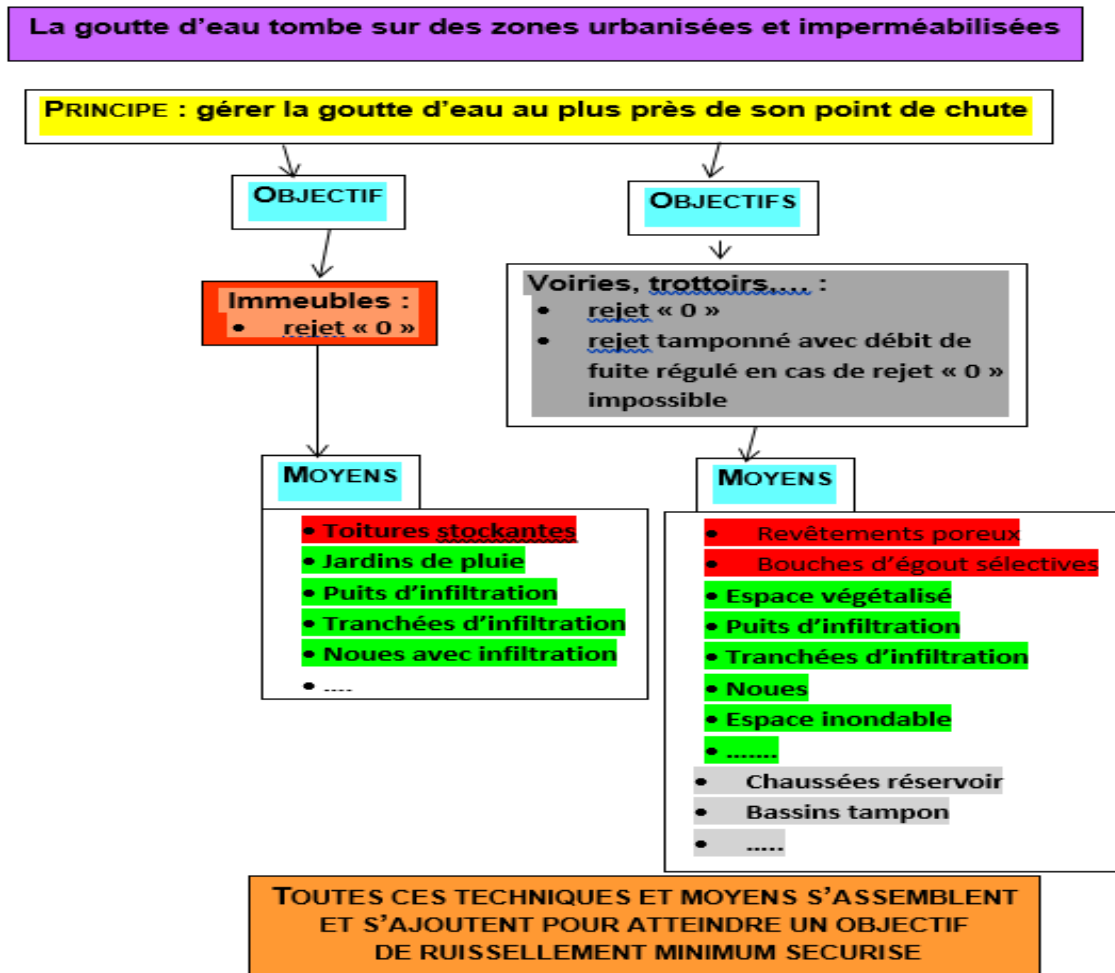 La goutte d'eau tombe sur des zones urbanisées et imperméabilisées
PRINCIPE : gérer la goutte d'eau au plus près de son point de chute
OBJECTIF
Immeubles :
• rejet « 0 »
MOYENS
• Toitures stockantes
• Jardins de pluie
• Puits d'infiltration
• Tranchées d'infiltration
• Noues avec infiltration
• ....
OBJECTIFS
Voiries, trottoirs,... :
• rejet « 0 »
• rejet tamponné avec débit de
fuite régulé en cas de rejet « 0 »
impossible
MOYENS
• Revêtements poreux
• Bouches d'égout sélectives
• Espace végétalisé
• Puits d'infiltration
• Tranchées d'infiltration
• Noues
• Espace inondable
• .......
• Chaussées réservoir
• Bassins tampon
• .....
TOUTES CES TECHNIQUES ET MOYENS S'ASSEMBLENT
ET S'AJOUTENT POUR ATTEINDRE UN OBJECTIF
DE RUISSELLEMENT MINIMUM SECURISE